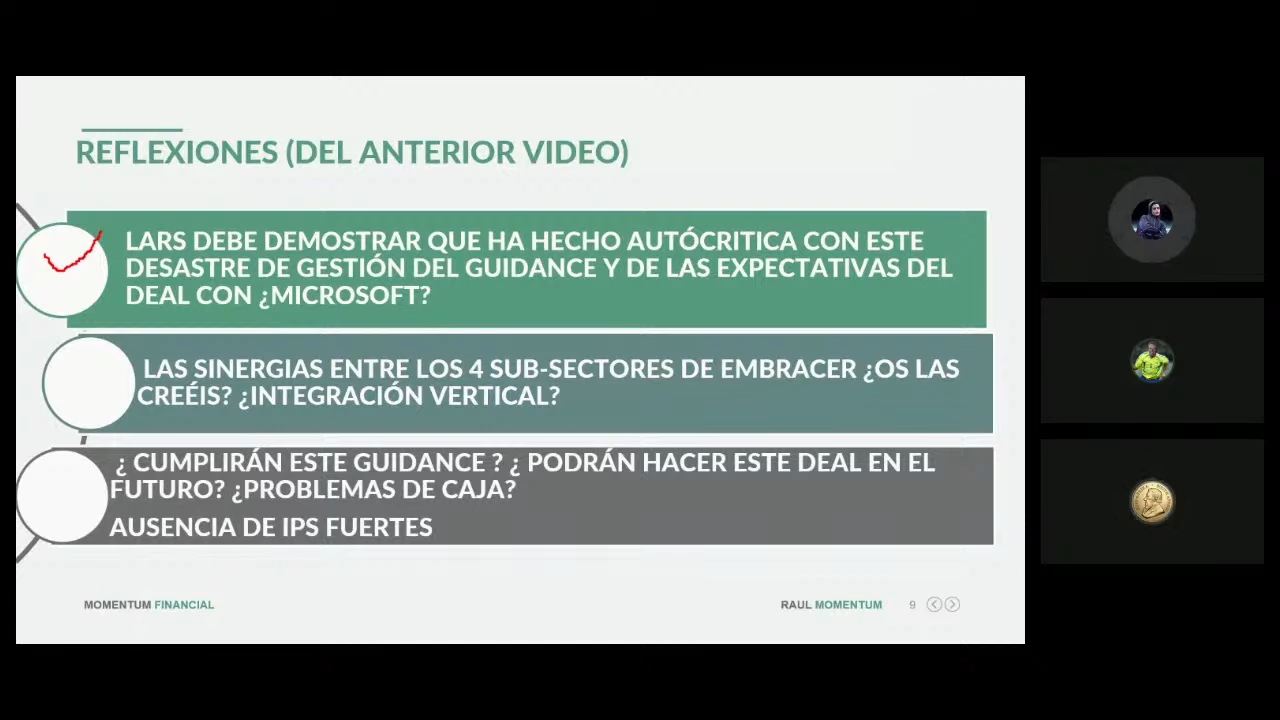 REFLEXIONES (DEL ANTERIOR VIDEO)
LARS DEBE DEMOSTRAR QUE HA HECHO AUTÓCRITICA CON ESTE
DESASTRE DE GESTIÓN DEL GUIDANCE Y DE LAS EXPECTATIVAS DEL
DEAL CON ¿MICROSOFT?
LAS SINERGIAS ENTRE LOS 4 SUB-SECTORES DE EMBRACER ¿OS LAS
CREÉIS? ¿INTEGRACIÓN VERTICAL?
¿ CUMPLIRÁN ESTE GUIDANCE ? ¿ PODRÁN HACER ESTE DEAL EN EL
FUTURO? ¿PROBLEMAS DE CAJA?
AUSENCIA DE IPS FUERTES
MOMENTUM FINANCIAL
RAUL MOMENTUM 9